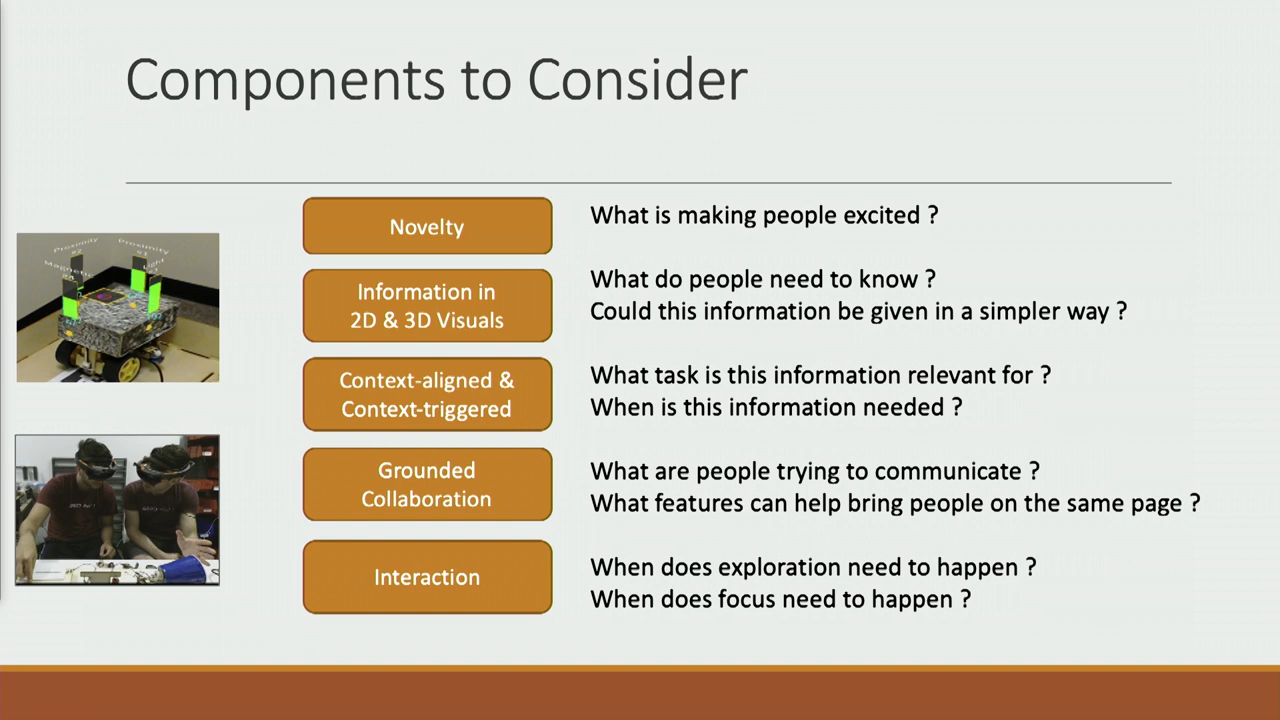 Components to Consider
Novelty
What is making people excited ?
Information in
2D & 3D Visuals
What do people need to know ?
Could this information be given in a simpler way ?
Context-aligned &
Context-triggered
What task is this information relevant for ?
When is this information needed ?
Grounded
Collaboration
What are people trying to communicate ?
What features can help bring people on the same page ?
Interaction
When does exploration need to happen ?
When does focus need to happen ?
Proximity
Proximity